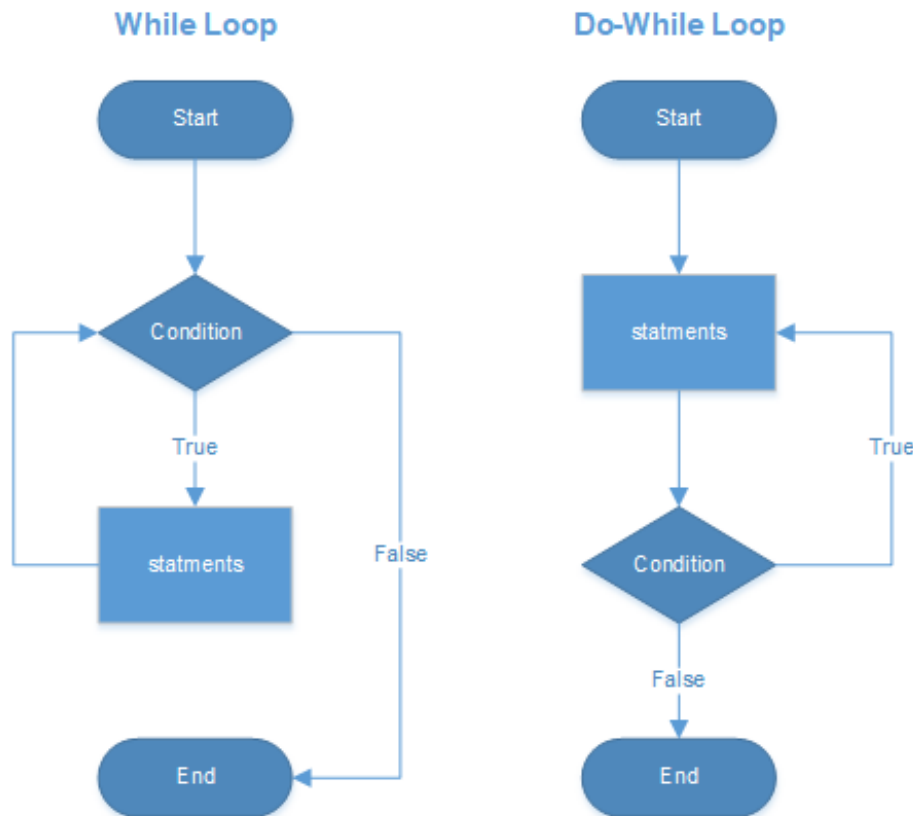 While Loop
Start
Condition
True
statments
False
End
Do-While Loop
Start
statments
True
Condition
False
End